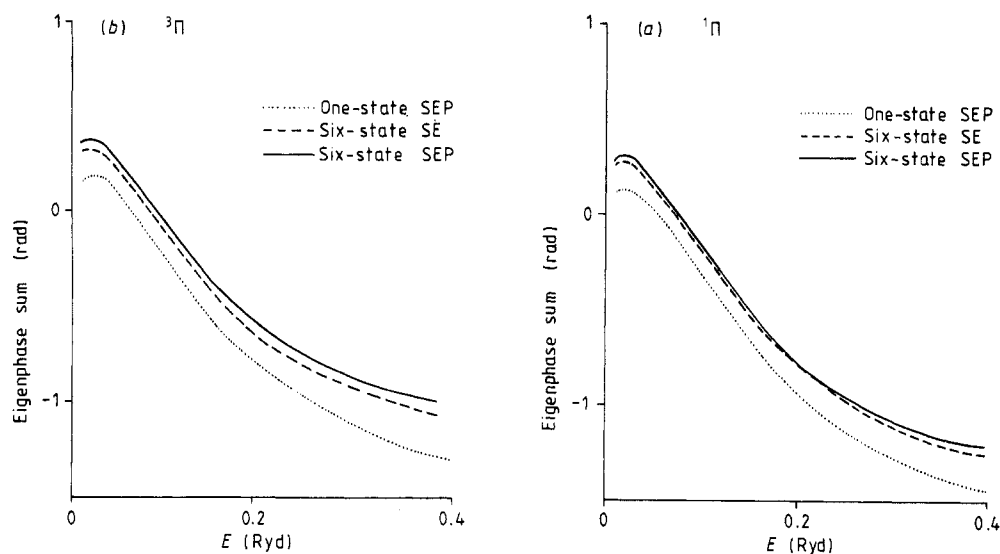 (b) ³Π
1
0
-1
Eigenphase sum (rad)
One-state SEP
Six-state SE
Six-state SEP
0 0.2 0.4
E (Ryd)
(a) ¹Π
1
0
-1
Eigenphase sum (rad)
One-state SEP
Six-state SE
Six-state SEP
0 0.2 0.4
E (Ryd)